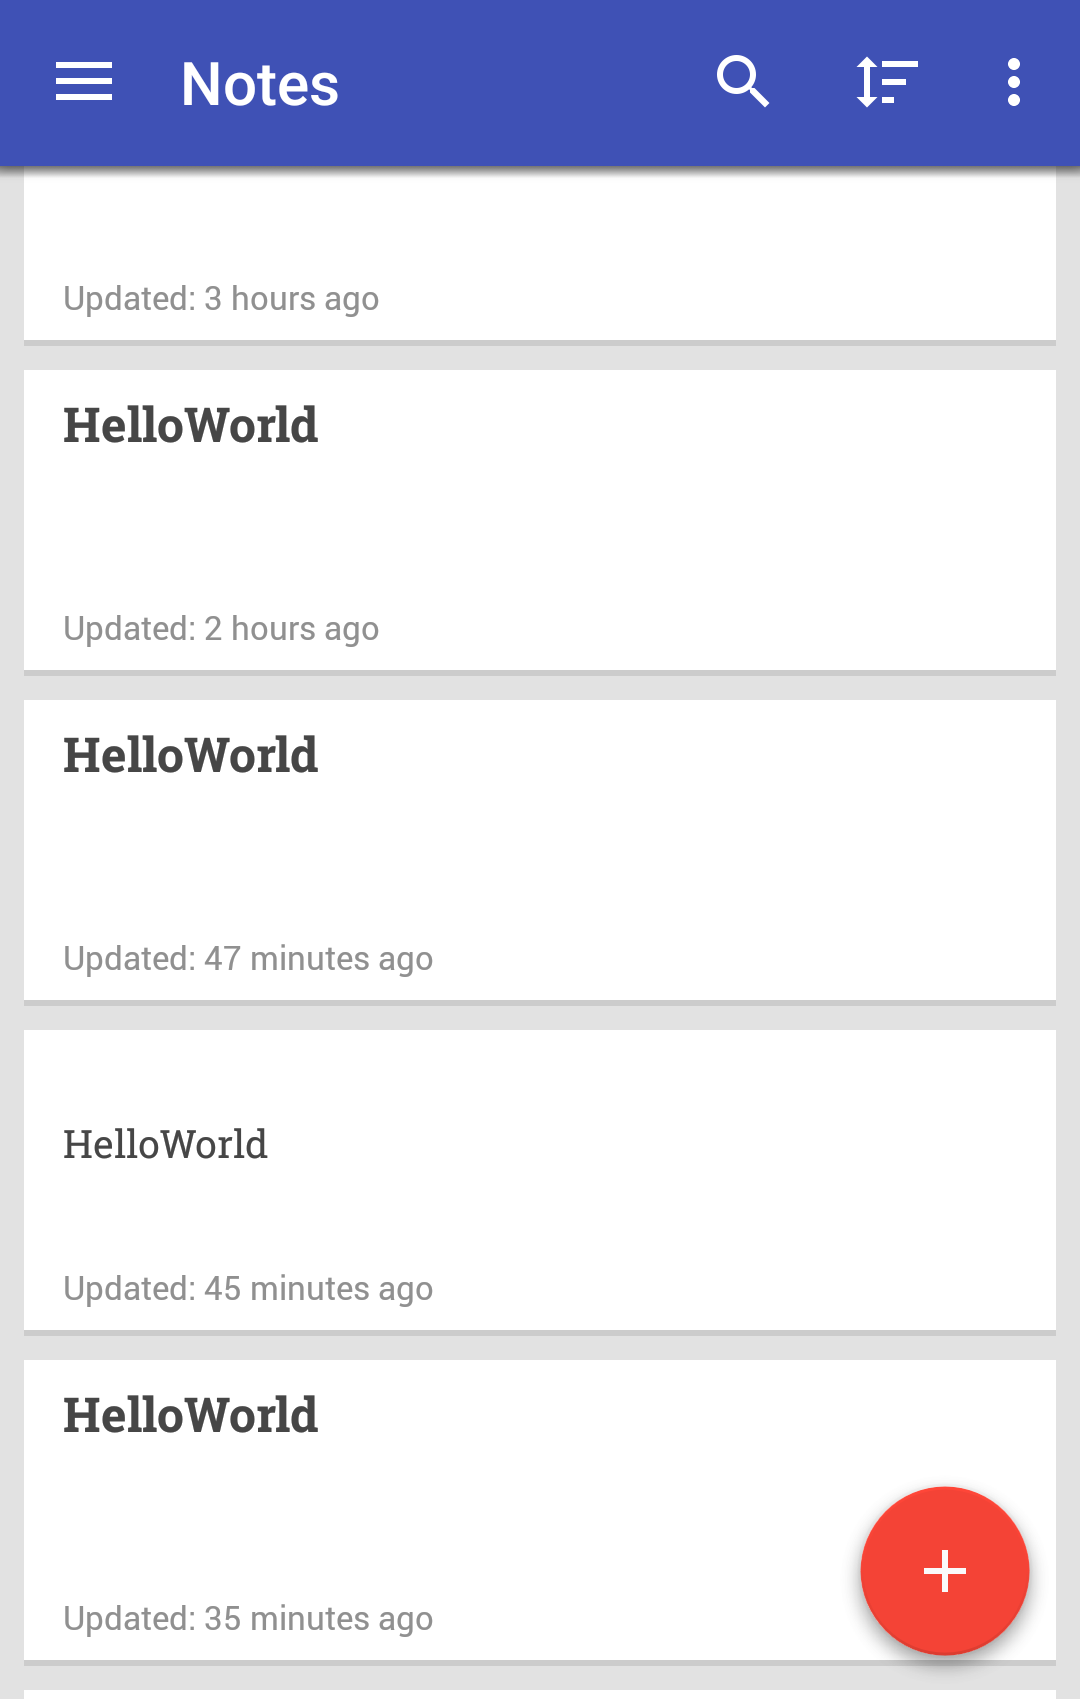 Notes
Updated: 3 hours ago
HelloWorld
Updated: 2 hours ago
HelloWorld
Updated: 47 minutes ago
HelloWorld
Updated: 45 minutes ago
HelloWorld
Updated: 35 minutes ago